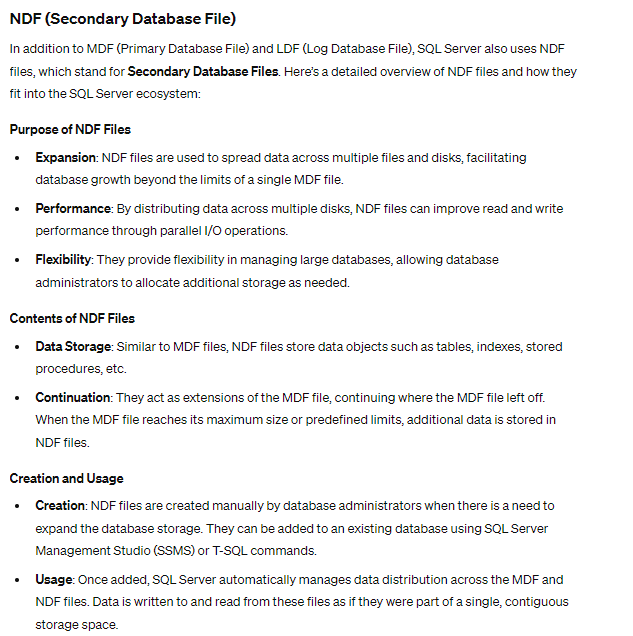 NDF (Secondary Database File)
In addition to MDF (Primary Database File) and LDF (Log Database File), SQL Server also uses NDF
files, which stand for Secondary Database Files. Here's a detailed overview of NDF files and how they
fit into the SQL Server ecosystem:
Purpose of NDF Files
• Expansion: NDF files are used to spread data across multiple files and disks, facilitating
database growth beyond the limits of a single MDF file.
• Performance: By distributing data across multiple disks, NDF files can improve read and write
performance through parallel I/O operations.
• Flexibility: They provide flexibility in managing large databases, allowing database
administrators to allocate additional storage as needed.
Contents of NDF Files
• Data Storage: Similar to MDF files, NDF files store data objects such as tables, indexes, stored
procedures, etc.
• Continuation: They act as extensions of the MDF file, continuing where the MDF file left off.
When the MDF file reaches its maximum size or predefined limits, additional data is stored in
NDF files.
Creation and Usage
• Creation: NDF files are created manually by database administrators when there is a need to
expand the database storage. They can be added to an existing database using SQL Server
Management Studio (SSMS) or T-SQL commands.
• Usage: Once added, SQL Server automatically manages data distribution across the MDF and
NDF files. Data is written to and read from these files as if they were part of a single, contiguous
storage space.